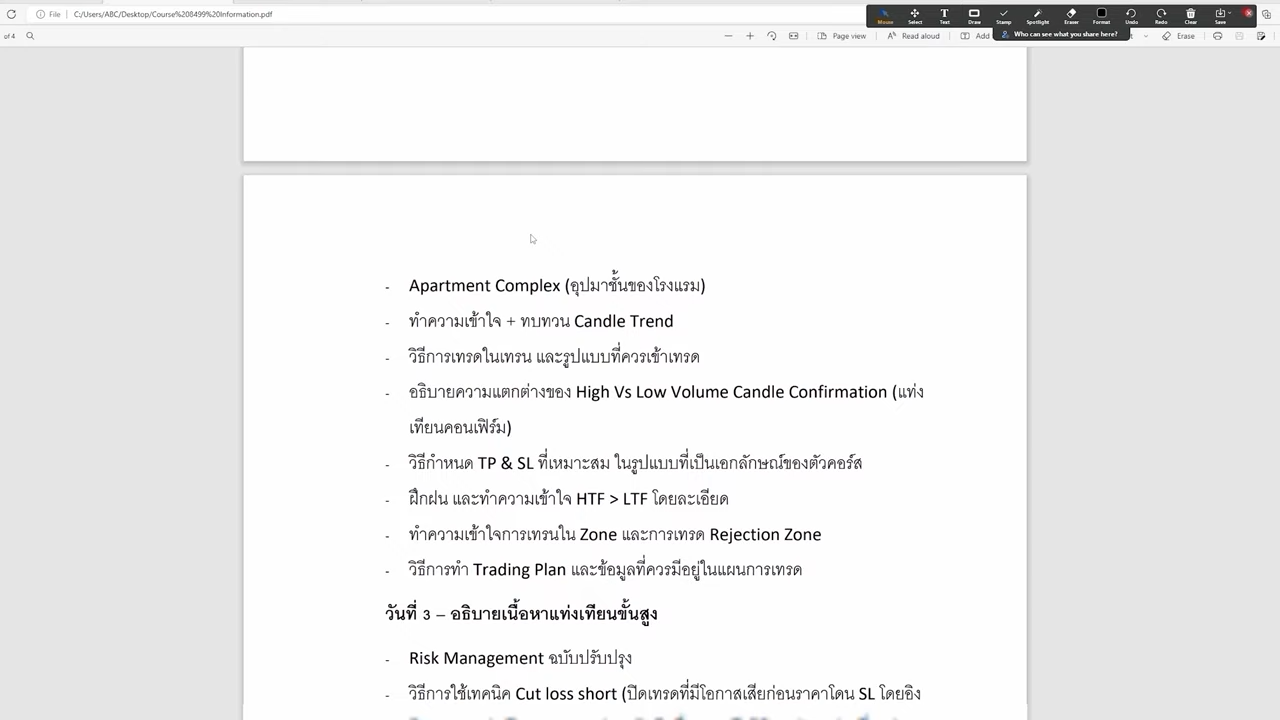 File
C:/Users/ABC/Desktop/Course%208499%20Information.pdf
Mouse Select Text Draw Stamp Spotlight Eraser Format Undo Redo Clear Save
Who can see what you share here?
of 4
Page view
Read aloud
Add
Erase
- Apartment Complex (อุปมาชั้นของโรงแรม)
- ทำความเข้าใจ + ทบทวน Candle Trend
- วิธีการเทรดในเทรน และรูปแบบที่ควรเข้าเทรด
- อธิบายความแตกต่างของ High Vs Low Volume Candle Confirmation (แท่ง
เทียนคอนเฟิร์ม)
- วิธีกำหนด TP & SL ที่เหมาะสม ในรูปแบบที่เป็นเอกลักษณ์ของตัวคอร์ส
- ฝึกฝน และทำความเข้าใจ HTF > LTF โดยละเอียด
- ทำความเข้าใจการเทรนใน Zone และการเทรด Rejection Zone
- วิธีการทำ Trading Plan และข้อมูลที่ควรมีอยู่ในแผนการเทรด
วันที่ 3 – อธิบายเนื้อหาแท่งเทียนขั้นสูง
- Risk Management ฉบับปรับปรุง
- วิธีการใช้เทคนิค Cut loss short (ปิดเทรดที่มีโอกาสเสียก่อนราคาโดน SL โดยอิง